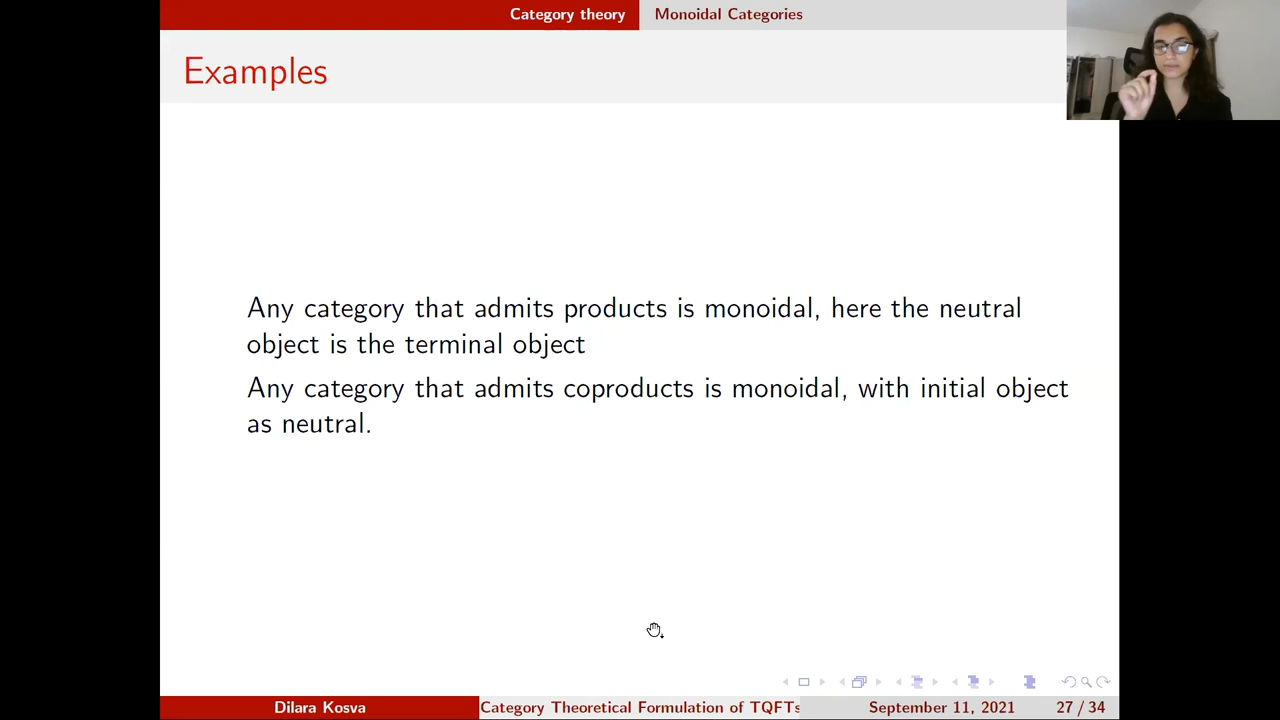 Category theory Monoidal Categories
Examples
Any category that admits products is monoidal, here the neutral
object is the terminal object
Any category that admits coproducts is monoidal, with initial object
as neutral.
Dilara Kosva Category Theoretical Formulation of TQFTs September 11, 2021 27 / 34